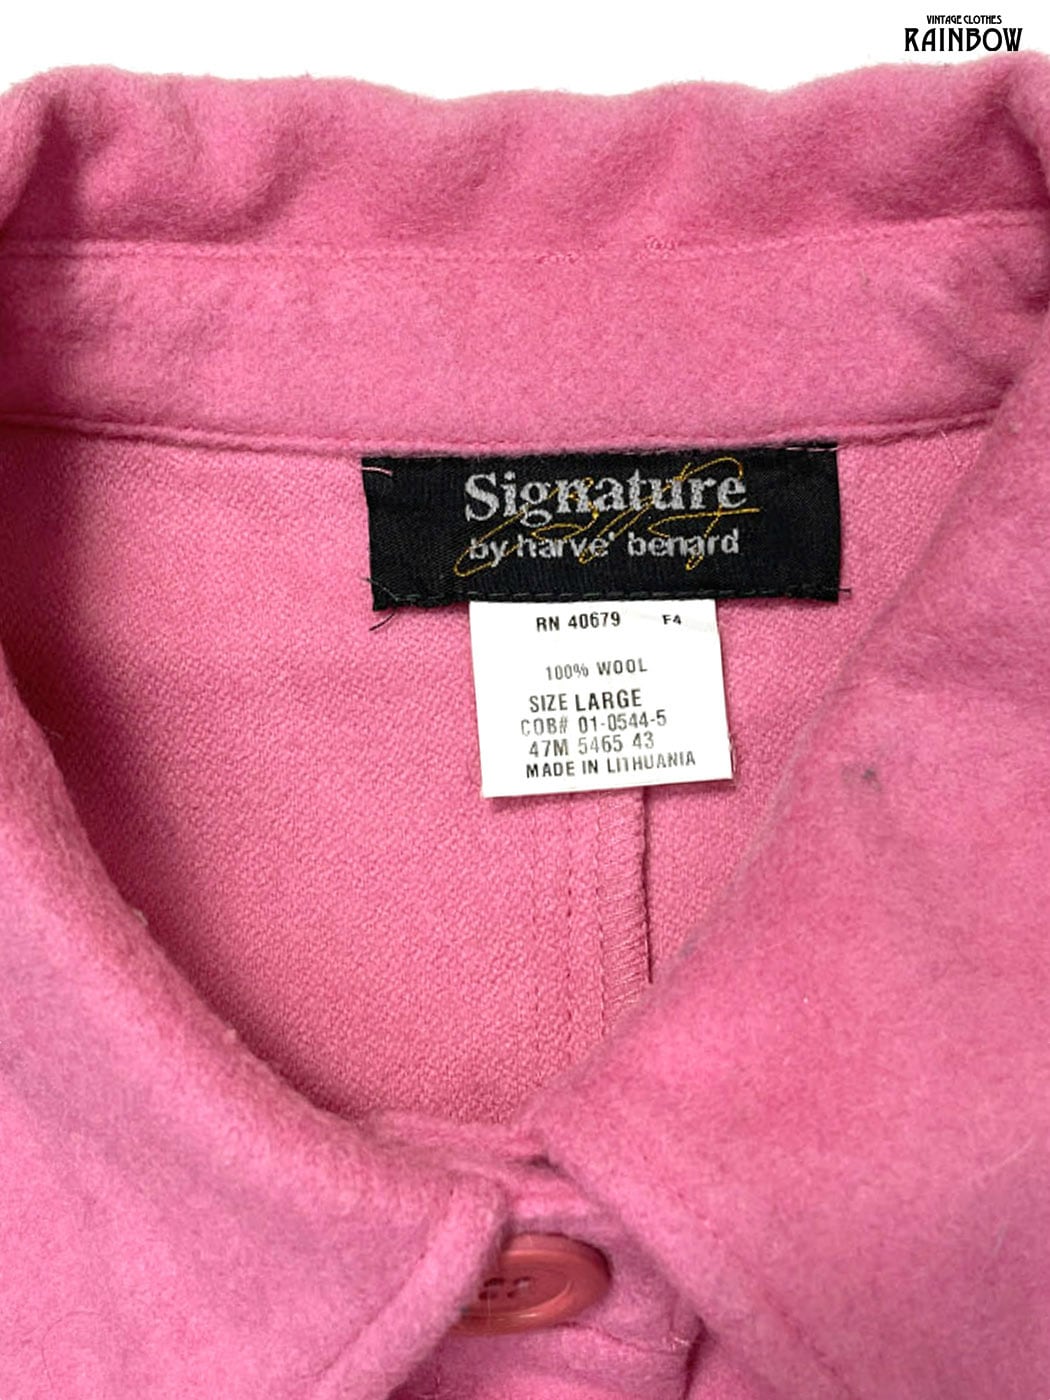 VINTAGE CLOTHES
RAINBOW
Signature
by harve' benard
RN 40679 F4
100% WOOL
SIZE LARGE
COB# 01-0544-5
47M 5465 43
MADE IN LITHUANIA